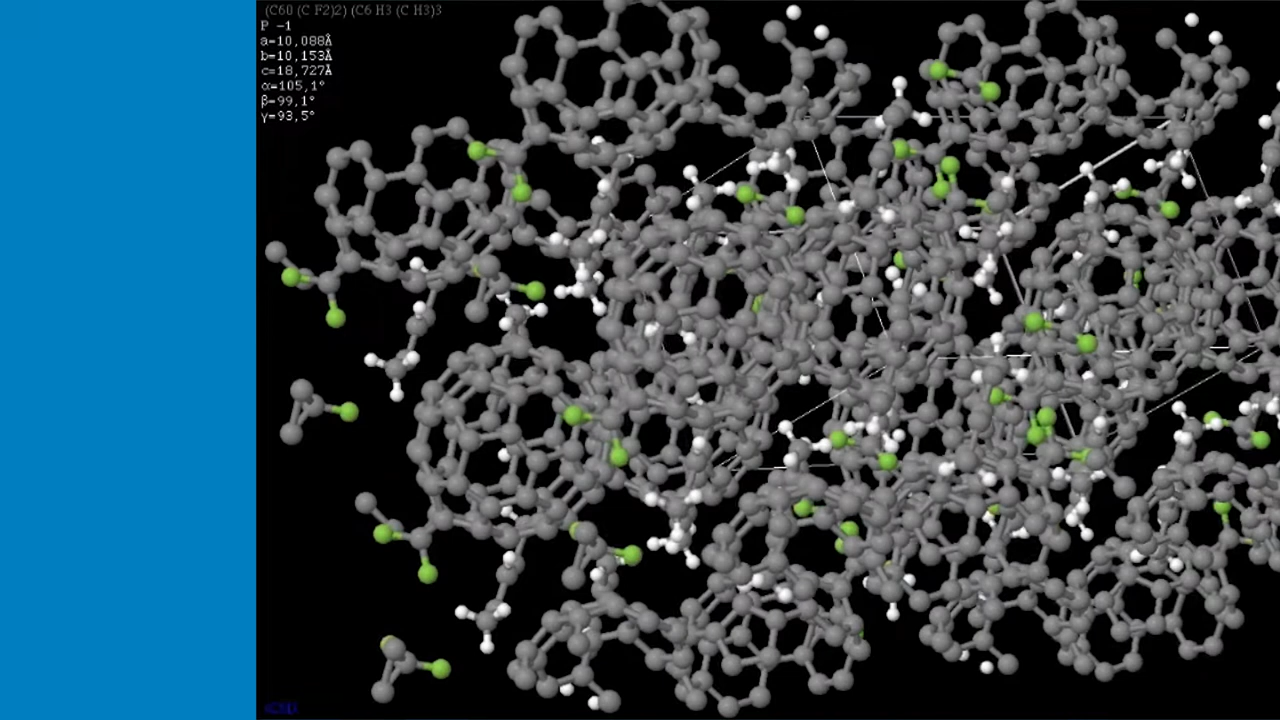 (C60 (C F2)2) (C6 H3 (C H3)3
P -1
a=10,088Å
b=10,153Å
c=18,727Å
α=105,1°
β=99,1°
γ=93,5°